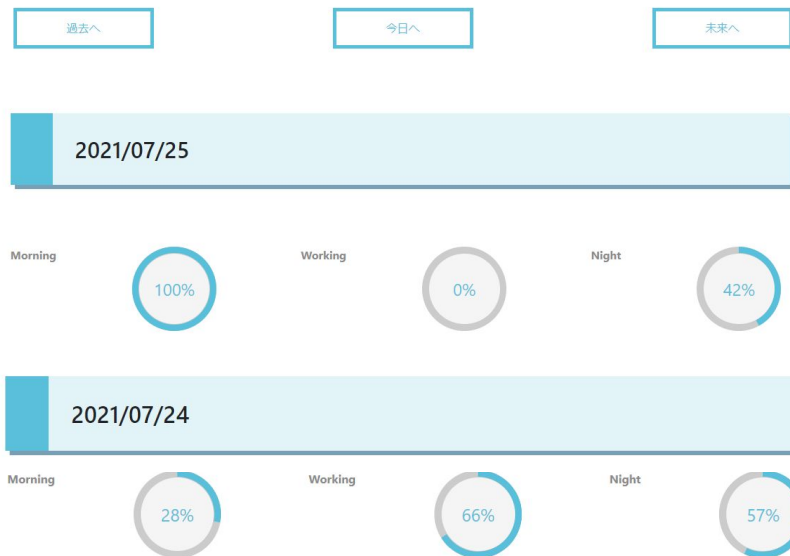 過去へ 今日へ 未来へ
2021/07/25
Morning Working Night
100% 0% 42%
2021/07/24
Morning Working Night
28% 66% 57%